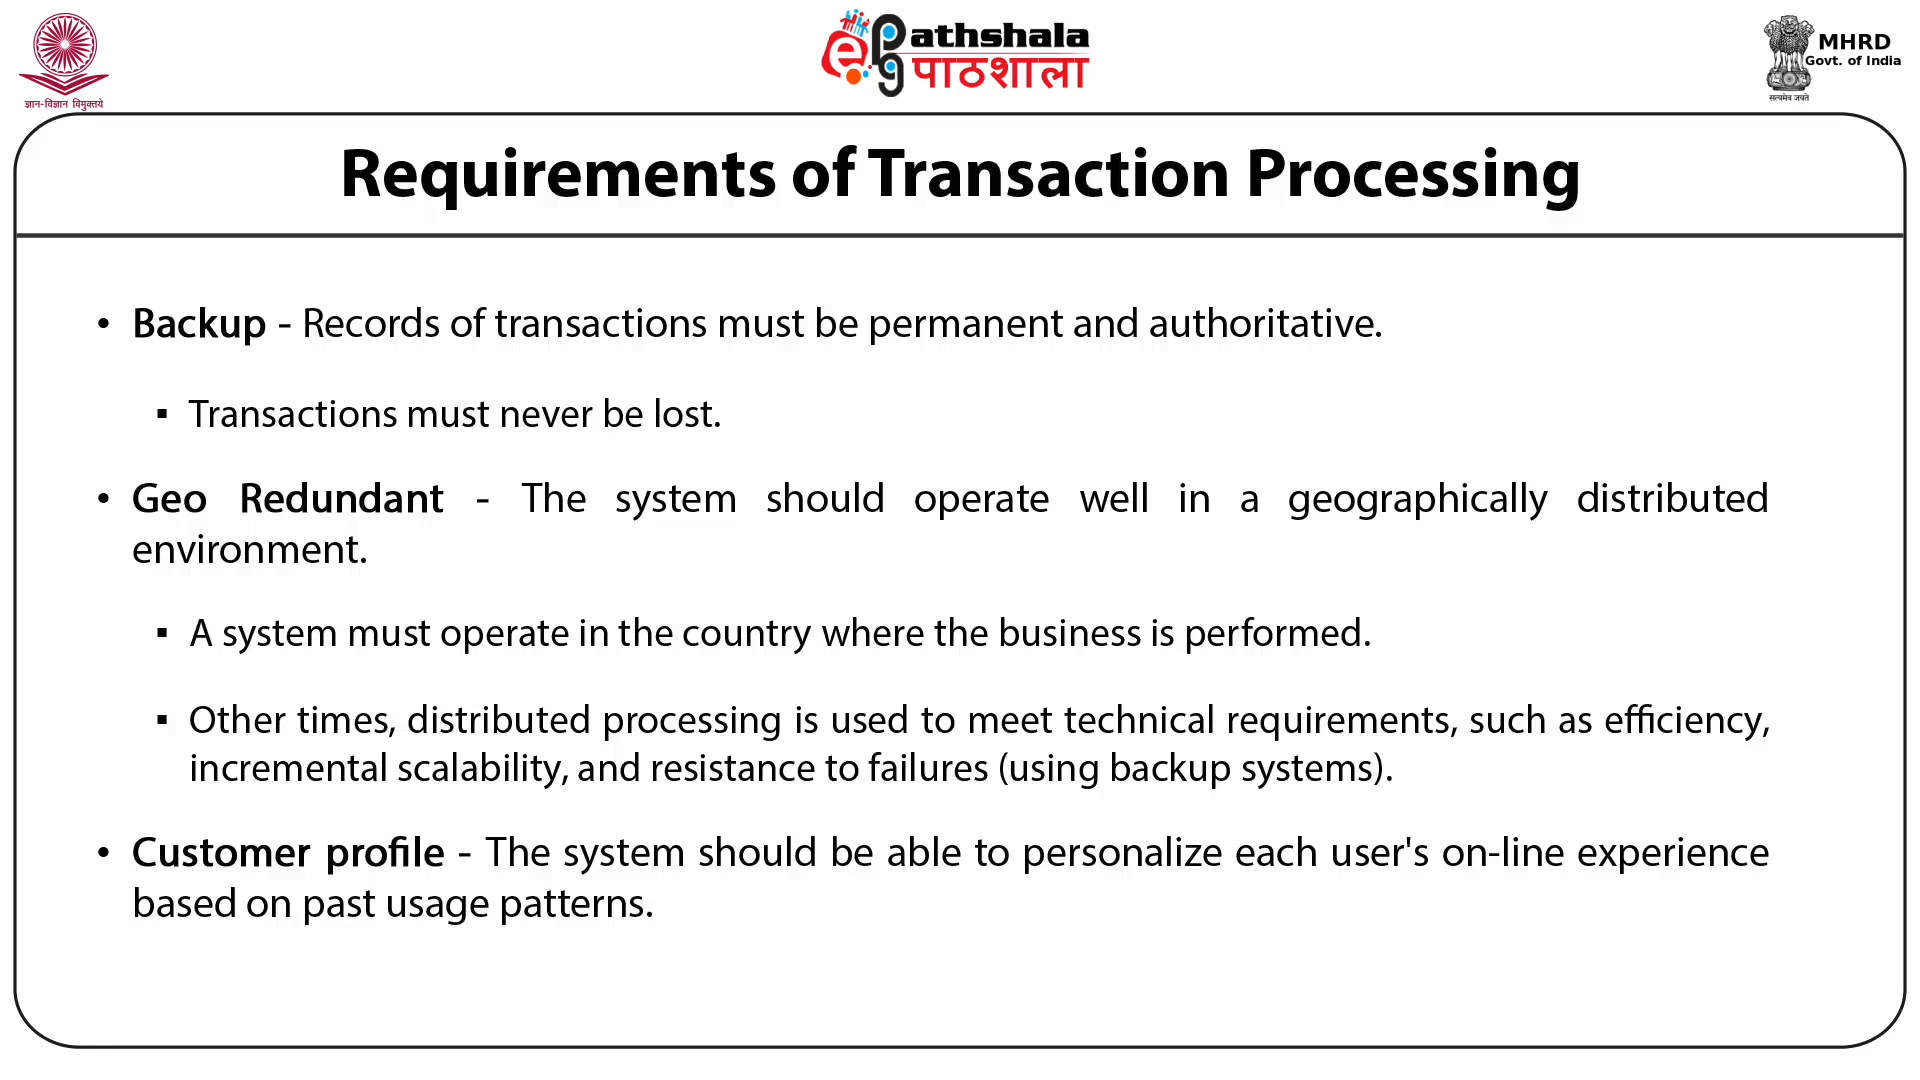 ज्ञान-विज्ञान विमुक्तये
e Pathshala
पाठशाला
MHRD
Govt. of India
सत्यमेव जयते
Requirements of Transaction Processing
• Backup - Records of transactions must be permanent and authoritative.
▪ Transactions must never be lost.
• Geo Redundant - The system should operate well in a geographically distributed
environment.
▪ A system must operate in the country where the business is performed.
▪ Other times, distributed processing is used to meet technical requirements, such as efficiency,
incremental scalability, and resistance to failures (using backup systems).
• Customer profile - The system should be able to personalize each user's on-line experience
based on past usage patterns.